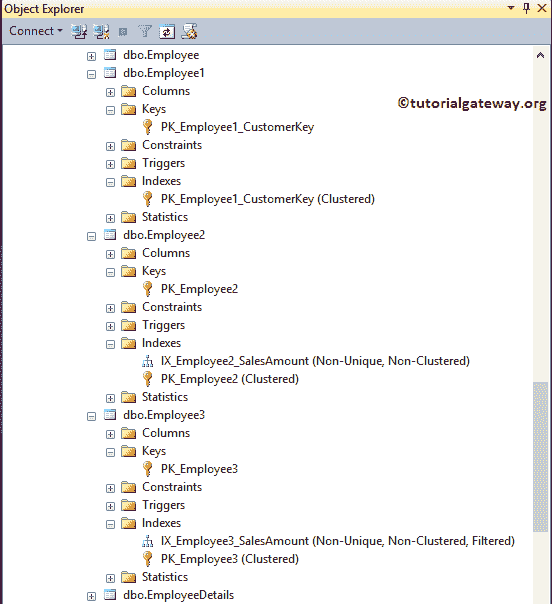 Object Explorer
Connect
dbo.Employee
dbo.Employee1
Columns
©tutorialgateway.org
Keys
PK_Employee1_CustomerKey
Constraints
Triggers
Indexes
PK_Employee1_CustomerKey (Clustered)
Statistics
dbo.Employee2
Columns
Keys
PK_Employee2
Constraints
Triggers
Indexes
IX_Employee2_SalesAmount (Non-Unique, Non-Clustered)
PK_Employee2 (Clustered)
Statistics
dbo.Employee3
Columns
Keys
PK_Employee3
Constraints
Triggers
Indexes
IX_Employee3_SalesAmount (Non-Unique, Non-Clustered, Filtered)
PK_Employee3 (Clustered)
Statistics
dbo.EmployeeDetails